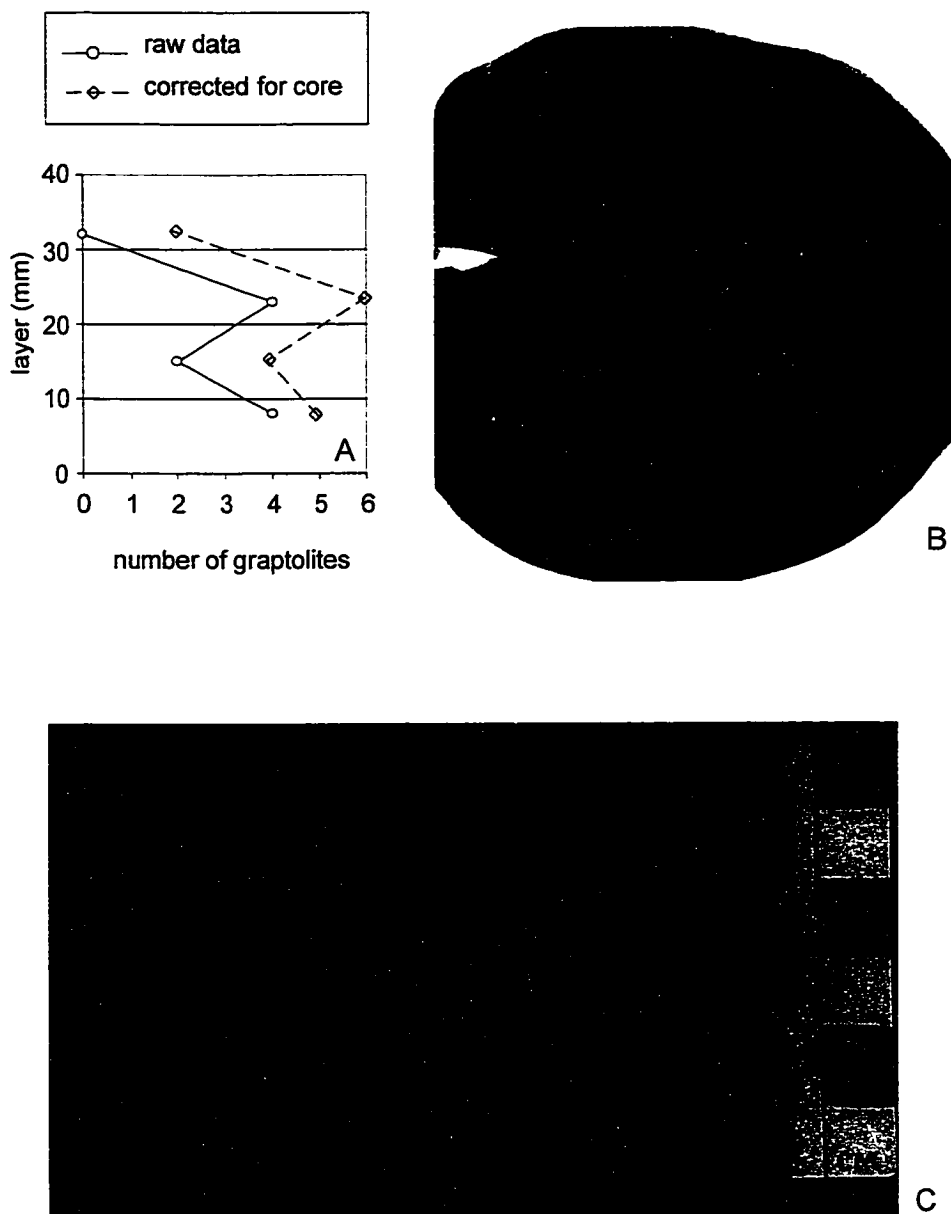 raw data
corrected for core
40
30
20
10
0
layer (mm)
0 1 2 3 4 5 6
number of graptolites
A
B
C